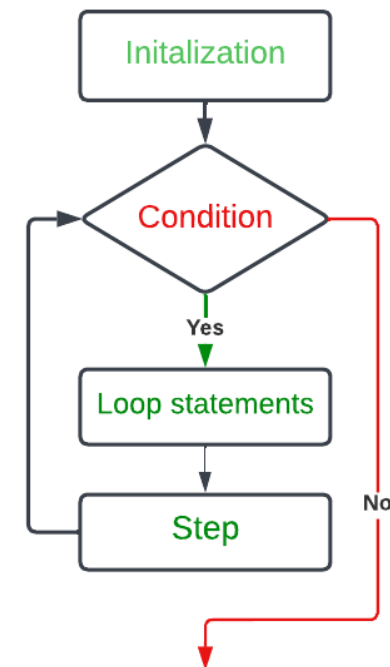 Initalization
Condition
Yes
Loop statements
Step
No